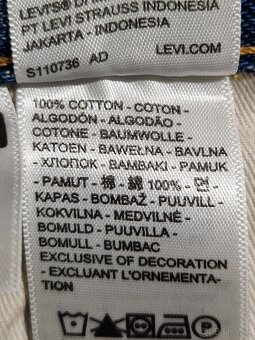 PT LEVI STRAUSS INDONESIA
JAKARTA - INDONESIA
S110736 AD LEVI.COM
100% COTTON - COTON -
ALGODÓN - ALGODÃO -
COTONE - BAUMWOLLE -
KATOEN - BAWEŁNA - BAVLNA
- ХЛОПОК - BAMBAKI - PAMUK
- PAMUT - 棉 - 綿 100% - 면 -
KAPAS - BOMBAŽ - PUUVILL -
KOKVILNA - MEDVILNĖ -
BOMULD - PUUVILLA -
BOMULL - BUMBAC
EXCLUSIVE OF DECORATION
- EXCLUANT L'ORNEMENTA-
TION